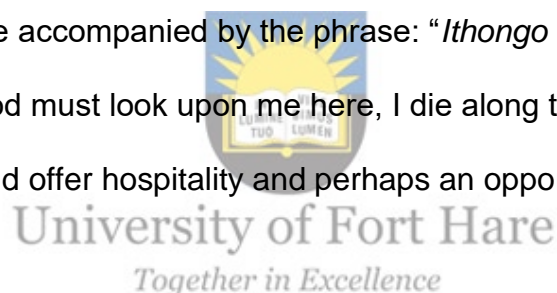 e accompanied by the phrase: “Ithongo
od must look upon me here, I die along t
LUMINE BIMUS
TUO LUMEN
d offer hospitality and perhaps an oppo
University of Fort Hare
Together in Excellence